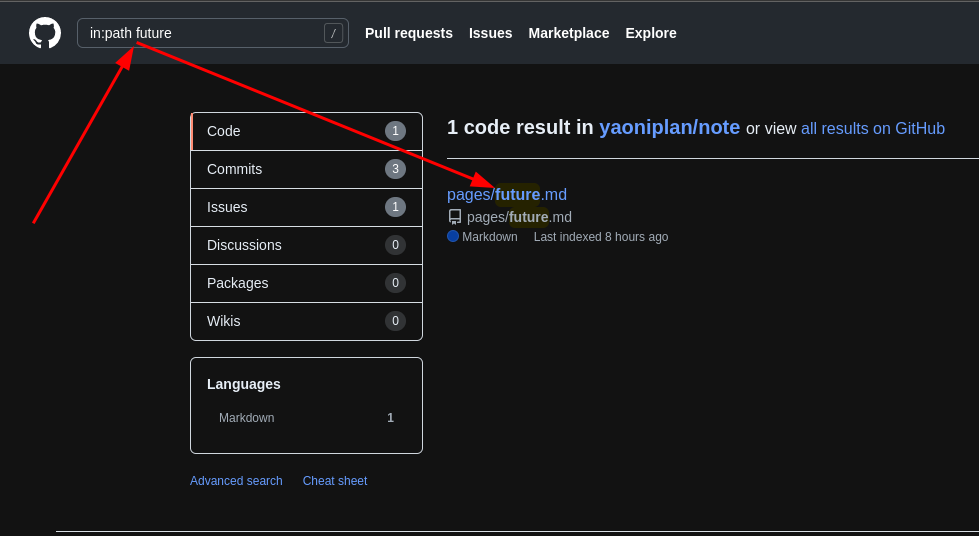 in:path future /
Pull requests Issues Marketplace Explore
Code 1
Commits 3
Issues 1
Discussions 0
Packages 0
Wikis 0
Languages
Markdown 1
Advanced search Cheat sheet
1 code result in yaoniplan/note or view all results on GitHub
pages/future.md
pages/future.md
Markdown Last indexed 8 hours ago